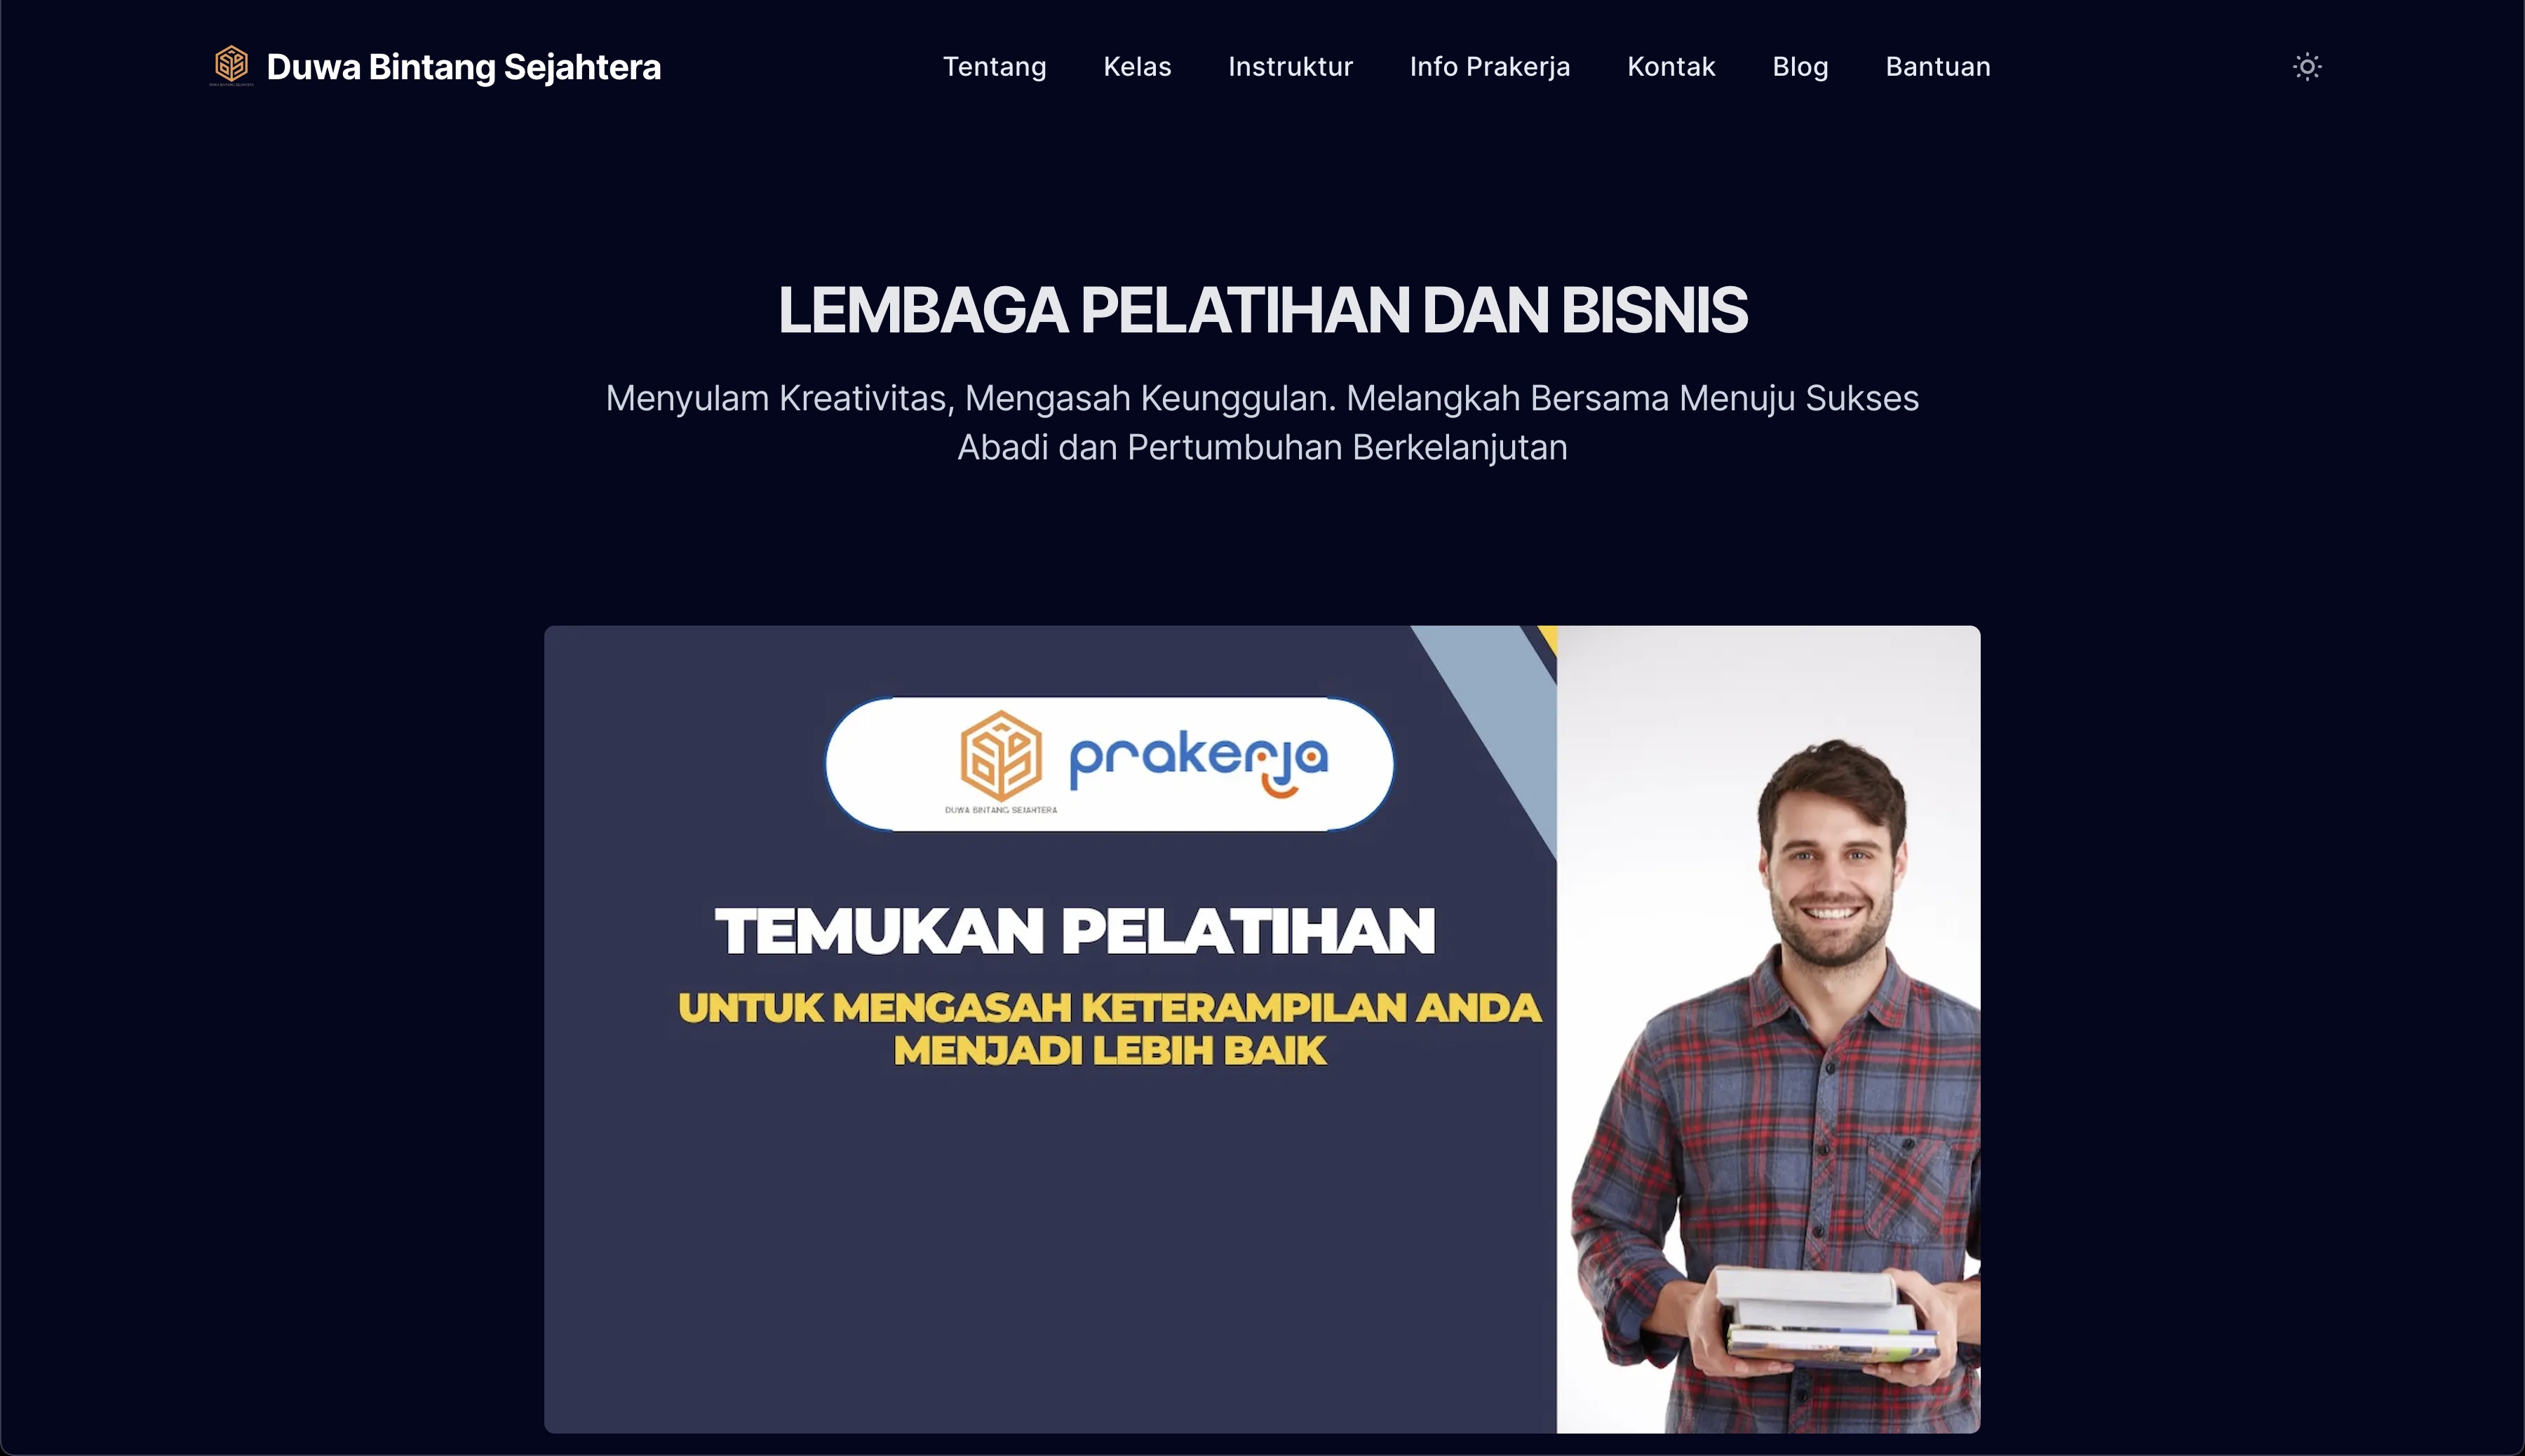 Duwa Bintang Sejahtera
Tentang
Kelas
Instruktur
Info Prakerja
Kontak
Blog
Bantuan
LEMBAGA PELATIHAN DAN BISNIS
Menyulam Kreativitas, Mengasah Keunggulan. Melangkah Bersama Menuju Sukses
Abadi dan Pertumbuhan Berkelanjutan
prakerja
DUWA BINTANG SEJAHTERA
TEMUKAN PELATIHAN
UNTUK MENGASAH KETERAMPILAN ANDA
MENJADI LEBIH BAIK